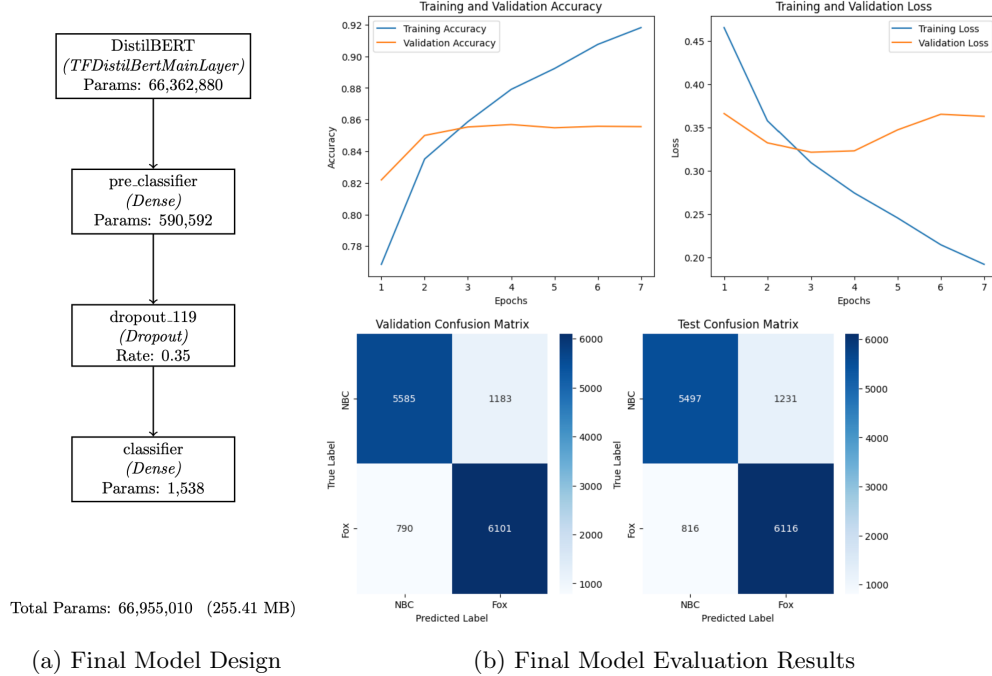 DistilBERT
(TFDistilBertMainLayer)
Params: 66,362,880
pre_classifier
(Dense)
Params: 590,592
dropout_119
(Dropout)
Rate: 0.35
classifier
(Dense)
Params: 1,538
Total Params: 66,955,010 (255.41 MB)
(a) Final Model Design
Training and Validation Accuracy
Training Accuracy
Validation Accuracy
Accuracy
0.92
0.90
0.88
0.86
0.84
0.82
0.80
0.78
1 2 3 4 5 6 7
Epochs
Training and Validation Loss
Training Loss
Validation Loss
Loss
0.45
0.40
0.35
0.30
0.25
0.20
1 2 3 4 5 6 7
Epochs
Validation Confusion Matrix
True Label
NBC
5585 1183
Fox
790 6101
NBC Fox
Predicted Label
6000
5000
4000
3000
2000
1000
Test Confusion Matrix
True Label
NBC
5497 1231
Fox
816 6116
NBC Fox
Predicted Label
6000
5000
4000
3000
2000
1000
(b) Final Model Evaluation Results